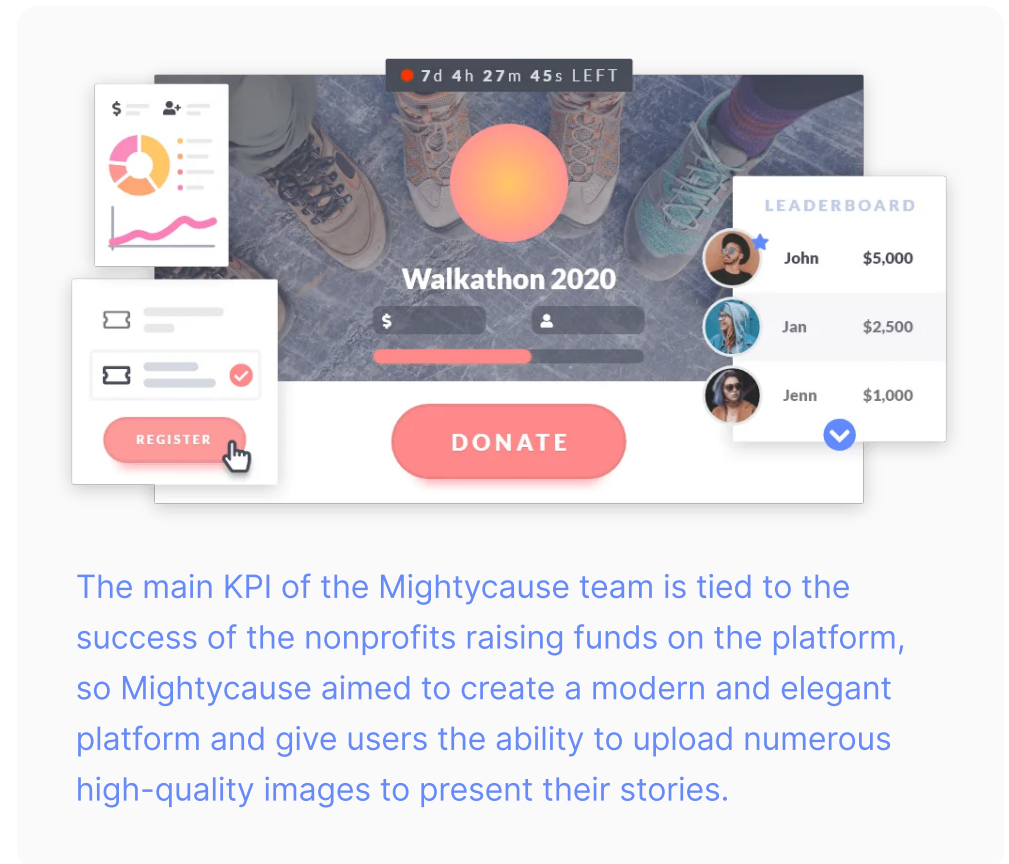 7d 4h 27m 45s LEFT
$
LEADERBOARD
John $5,000
Walkathon 2020
$
Jan $2,500
Jenn $1,000
REGISTER
DONATE
The main KPI of the Mightycause team is tied to the
success of the nonprofits raising funds on the platform,
so Mightycause aimed to create a modern and elegant
platform and give users the ability to upload numerous
high-quality images to present their stories.